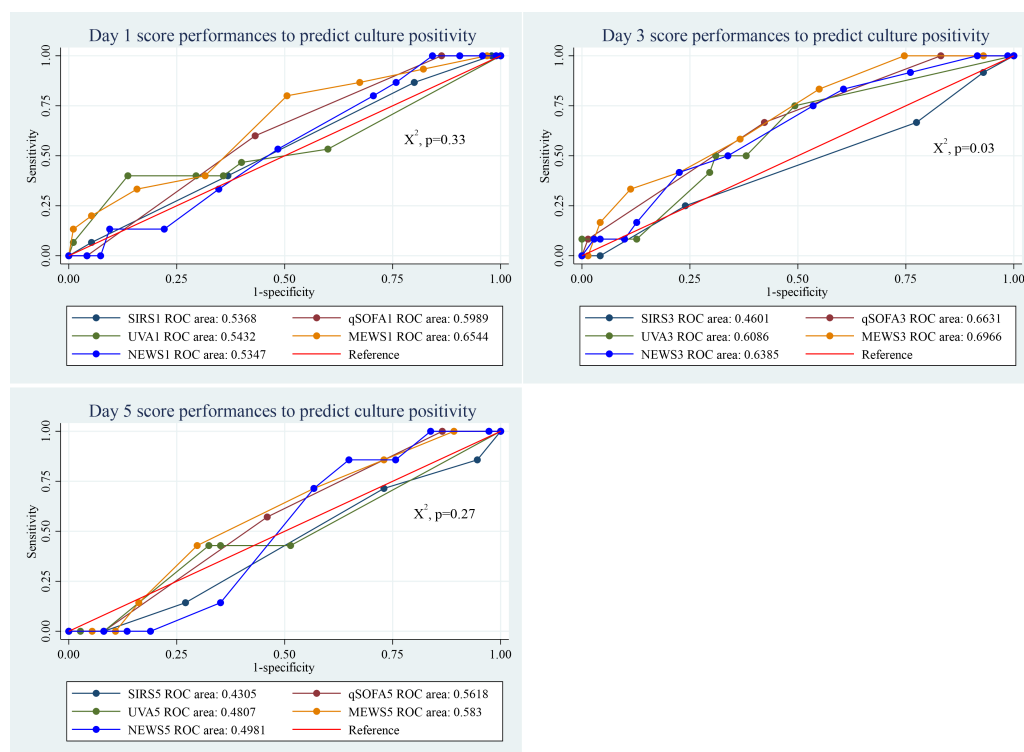 Day 1 score performances to predict culture positivity
Sensitivity
1.00
0.75
0.50
0.25
0.00
X², p=0.33
0.00 0.25 0.50 0.75 1.00
1-specificity
SIRS1 ROC area: 0.5368 qSOFA1 ROC area: 0.5989
UVA1 ROC area: 0.5432 MEWS1 ROC area: 0.6544
NEWS1 ROC area: 0.5347 Reference
Day 3 score performances to predict culture positivity
Sensitivity
1.00
0.75
0.50
0.25
0.00
X², p=0.03
0.00 0.25 0.50 0.75 1.00
1-specificity
SIRS3 ROC area: 0.4601 qSOFA3 ROC area: 0.6631
UVA3 ROC area: 0.6086 MEWS3 ROC area: 0.6966
NEWS3 ROC area: 0.6385 Reference
Day 5 score performances to predict culture positivity
Sensitivity
1.00
0.75
0.50
0.25
0.00
X², p=0.27
0.00 0.25 0.50 0.75 1.00
1-specificity
SIRS5 ROC area: 0.4305 qSOFA5 ROC area: 0.5618
UVA5 ROC area: 0.4807 MEWS5 ROC area: 0.583
NEWS5 ROC area: 0.4981 Reference